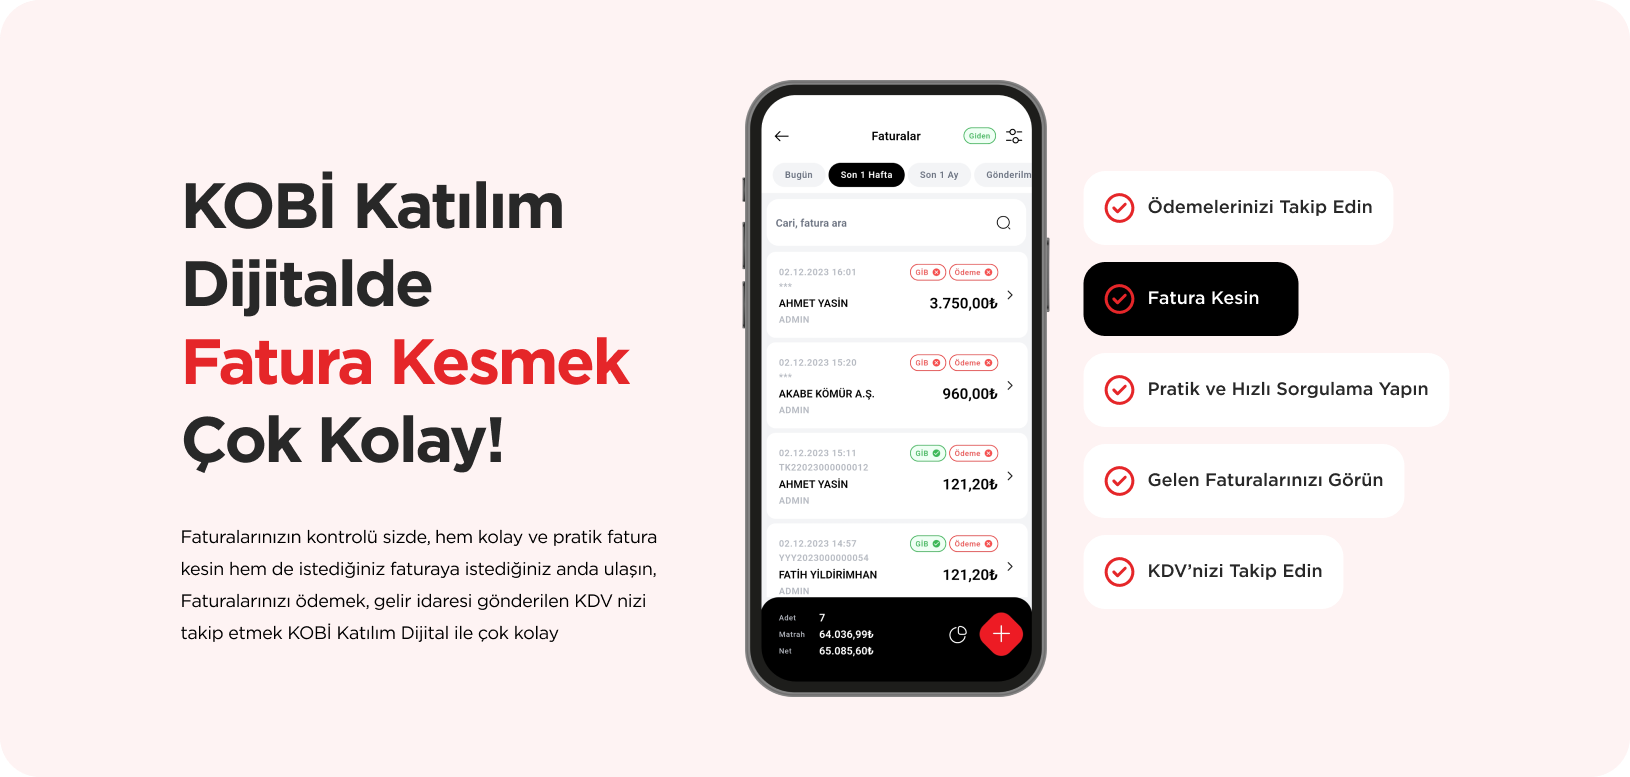 KOBİ Katılım
Dijitalde
Fatura Kesmek
Çok Kolay!
Faturalarınızın kontrolü sizde, hem kolay ve pratik fatura
kesin hem de istediğiniz faturaya istediğiniz anda ulaşın,
Faturalarınızı ödemek, gelir idaresi gönderilen KDV nizi
takip etmek KOBİ Katılım Dijital ile çok kolay
Faturalar
Giden
Bugün
Son 1 Hafta
Son 1 Ay
Gönderilm
Cari, fatura ara
02.12.2023 16:01
GİB
Ödeme
***
AHMET YASİN
3.750,00₺
ADMIN
02.12.2023 15:20
GİB
Ödeme
***
AKABE KÖMÜR A.Ş.
960,00₺
ADMIN
02.12.2023 15:11
GİB
Ödeme
TK22023000000012
AHMET YASİN
121,20₺
ADMIN
02.12.2023 14:57
GİB
Ödeme
YYY2023000000054
FATİH YİLDİRİMHAN
121,20₺
ADMIN
Adet 7
Matrah 64.036,99₺
Net 65.085,60₺
Ödemelerinizi Takip Edin
Fatura Kesin
Pratik ve Hızlı Sorgulama Yapın
Gelen Faturalarınızı Görün
KDV'nizi Takip Edin